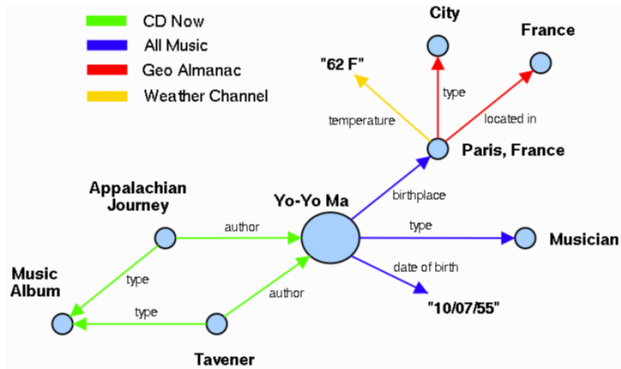 CD Now
All Music
Geo Almanac
Weather Channel
City
France
"62 F"
type
temperature
located in
Paris, France
Appalachian
Journey
Yo-Yo Ma
birthplace
author
type
Musician
Music
Album
type
date of birth
author
type
"10/07/55"
Tavener